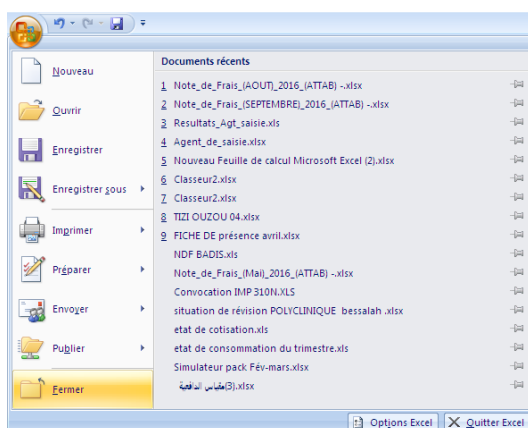 Nouveau
Ouvrir
Enregistrer
Enregistrer sous
Imprimer
Préparer
Envoyer
Publier
Fermer
Documents récents
1 Note_de_Frais_(AOUT)_2016_(ATTAB) -.xlsx
2 Note_de_Frais_(SEPTEMBRE)_2016_(ATTAB) -.xlsx
3 Resultats_Agt_saisie.xls
4 Agent_de_saisie.xlsx
5 Nouveau Feuille de calcul Microsoft Excel (2).xlsx
6 Classeur2.xlsx
7 Classeur2.xlsx
8 TIZI OUZOU 04.xlsx
9 FICHE DE présence avril.xlsx
NDF BADIS.xls
Note_de_Frais_(Mai)_2016_(ATTAB) -.xlsx
Convocation IMP 310N.XLS
situation de révision POLYCLINIQUE bessalah .xlsx
etat de cotisation.xls
etat de consommation du trimestre.xls
Simulateur pack Fév-mars.xlsx
مقياس الدافعية(3).xlsx
Options Excel
Quitter Excel